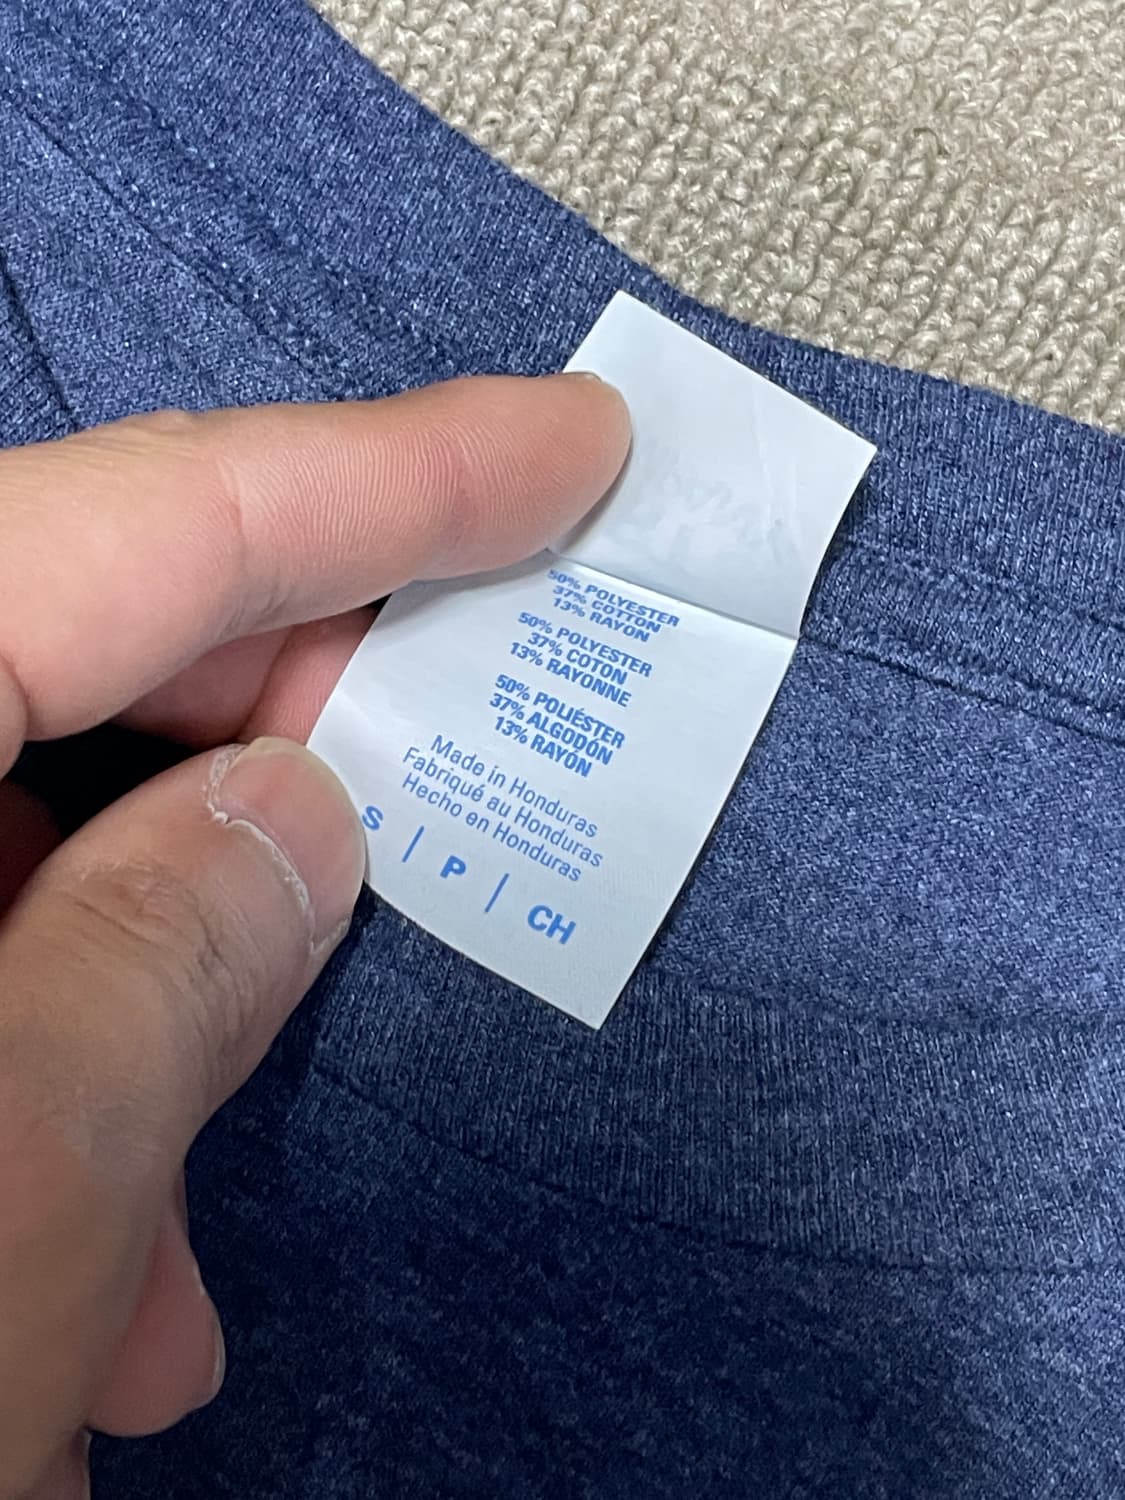 50% POLYESTER
37% COTTON
13% RAYON
50% POLYESTER
37% COTON
13% RAYONNE
50% POLIÉSTER
37% ALGODÓN
13% RAYÓN
Made in Honduras
Fabriqué au Honduras
Hecho en Honduras
S | P | CH